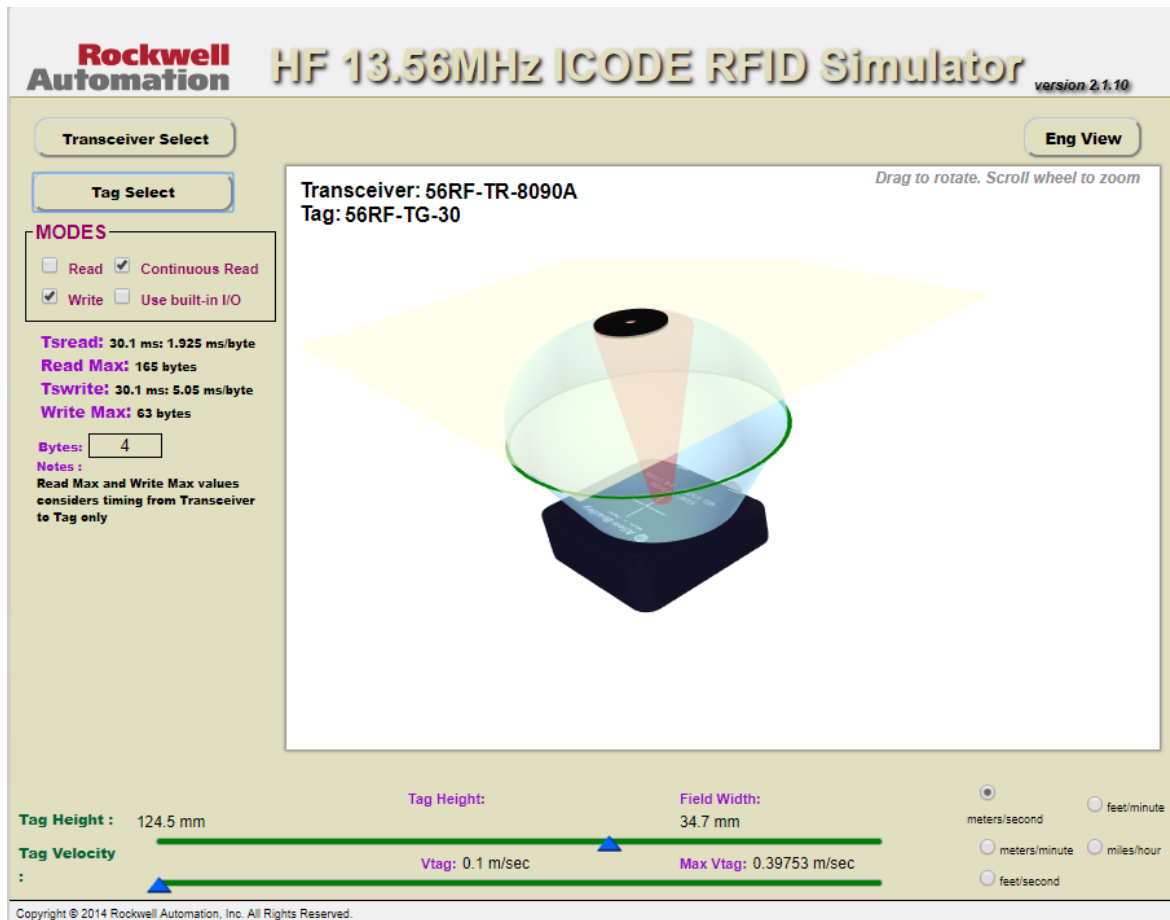 Rockwell
Automation
HF 13.56MHz ICODE RFID Simulator
version 2.1.10
Transceiver Select
Eng View
Tag Select
Drag to rotate. Scroll wheel to zoom
Transceiver: 56RF-TR-8090A
Tag: 56RF-TG-30
MODES
Read Continuous Read
Write Use built-in I/O
Tsread: 30.1 ms: 1.925 ms/byte
Read Max: 165 bytes
Tswrite: 30.1 ms: 5.05 ms/byte
Write Max: 63 bytes
Bytes: 4
Notes :
Read Max and Write Max values
considers timing from Transceiver
to Tag only
Allen-Bradley
Tag Height: Field Width:
Tag Height : 124.5 mm 34.7 mm
meters/second feet/minute
Tag Velocity
:
Vtag: 0.1 m/sec Max Vtag: 0.39753 m/sec
meters/minute miles/hour
feet/second
Copyright © 2014 Rockwell Automation, Inc. All Rights Reserved.